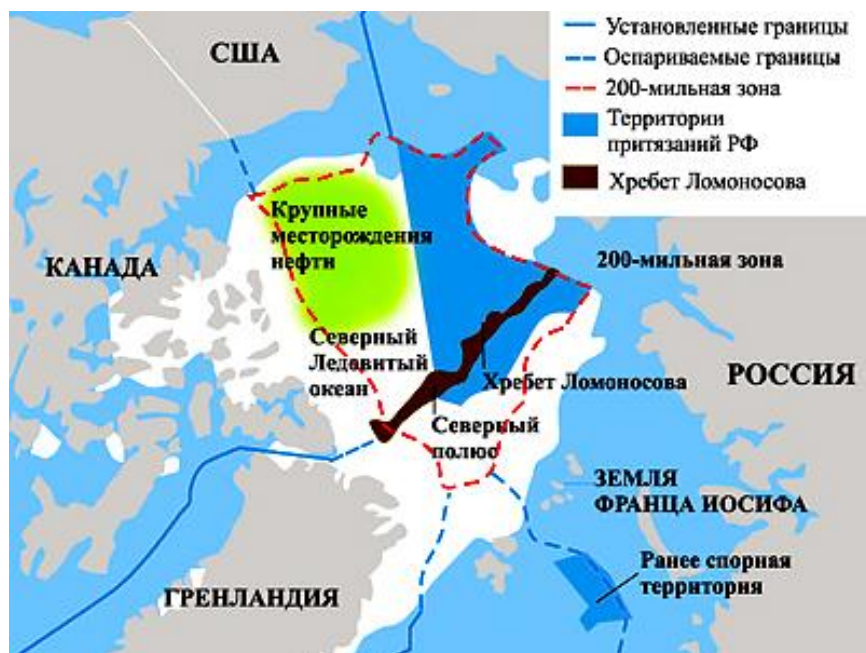 США
Установленные границы
Оспариваемые границы
200-мильная зона
Территории
притязаний РФ
Хребет Ломоносова
Крупные
месторождения
нефти
КАНАДА
200-мильная зона
Северный
Ледавитый
океан
Хребет Ломоносова
РОССИЯ
Северный
полюс
ЗЕМЛЯ
ФРАНЦА ИОСИФА
Ранее спорная
территория
ГРЕНЛАНДИЯ